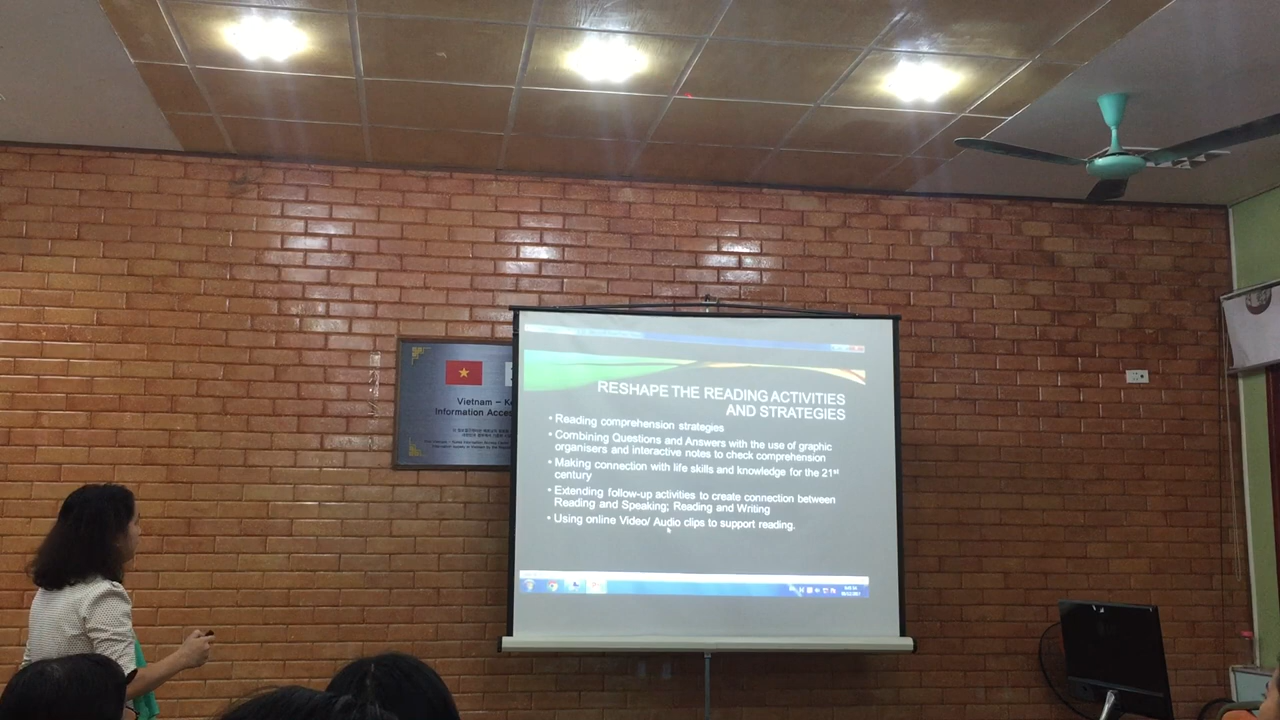 Vietnam – K
Information Acces
RESHAPE THE READING ACTIVITIES
AND STRATEGIES
• Reading comprehension strategies
• Combining Questions and Answers with the use of graphic
organisers and interactive notes to check comprehension
• Making connection with life skills and knowledge for the 21st
century
• Extending follow-up activities to create connection between
Reading and Speaking; Reading and Writing
• Using online Video/ Audio clips to support reading.